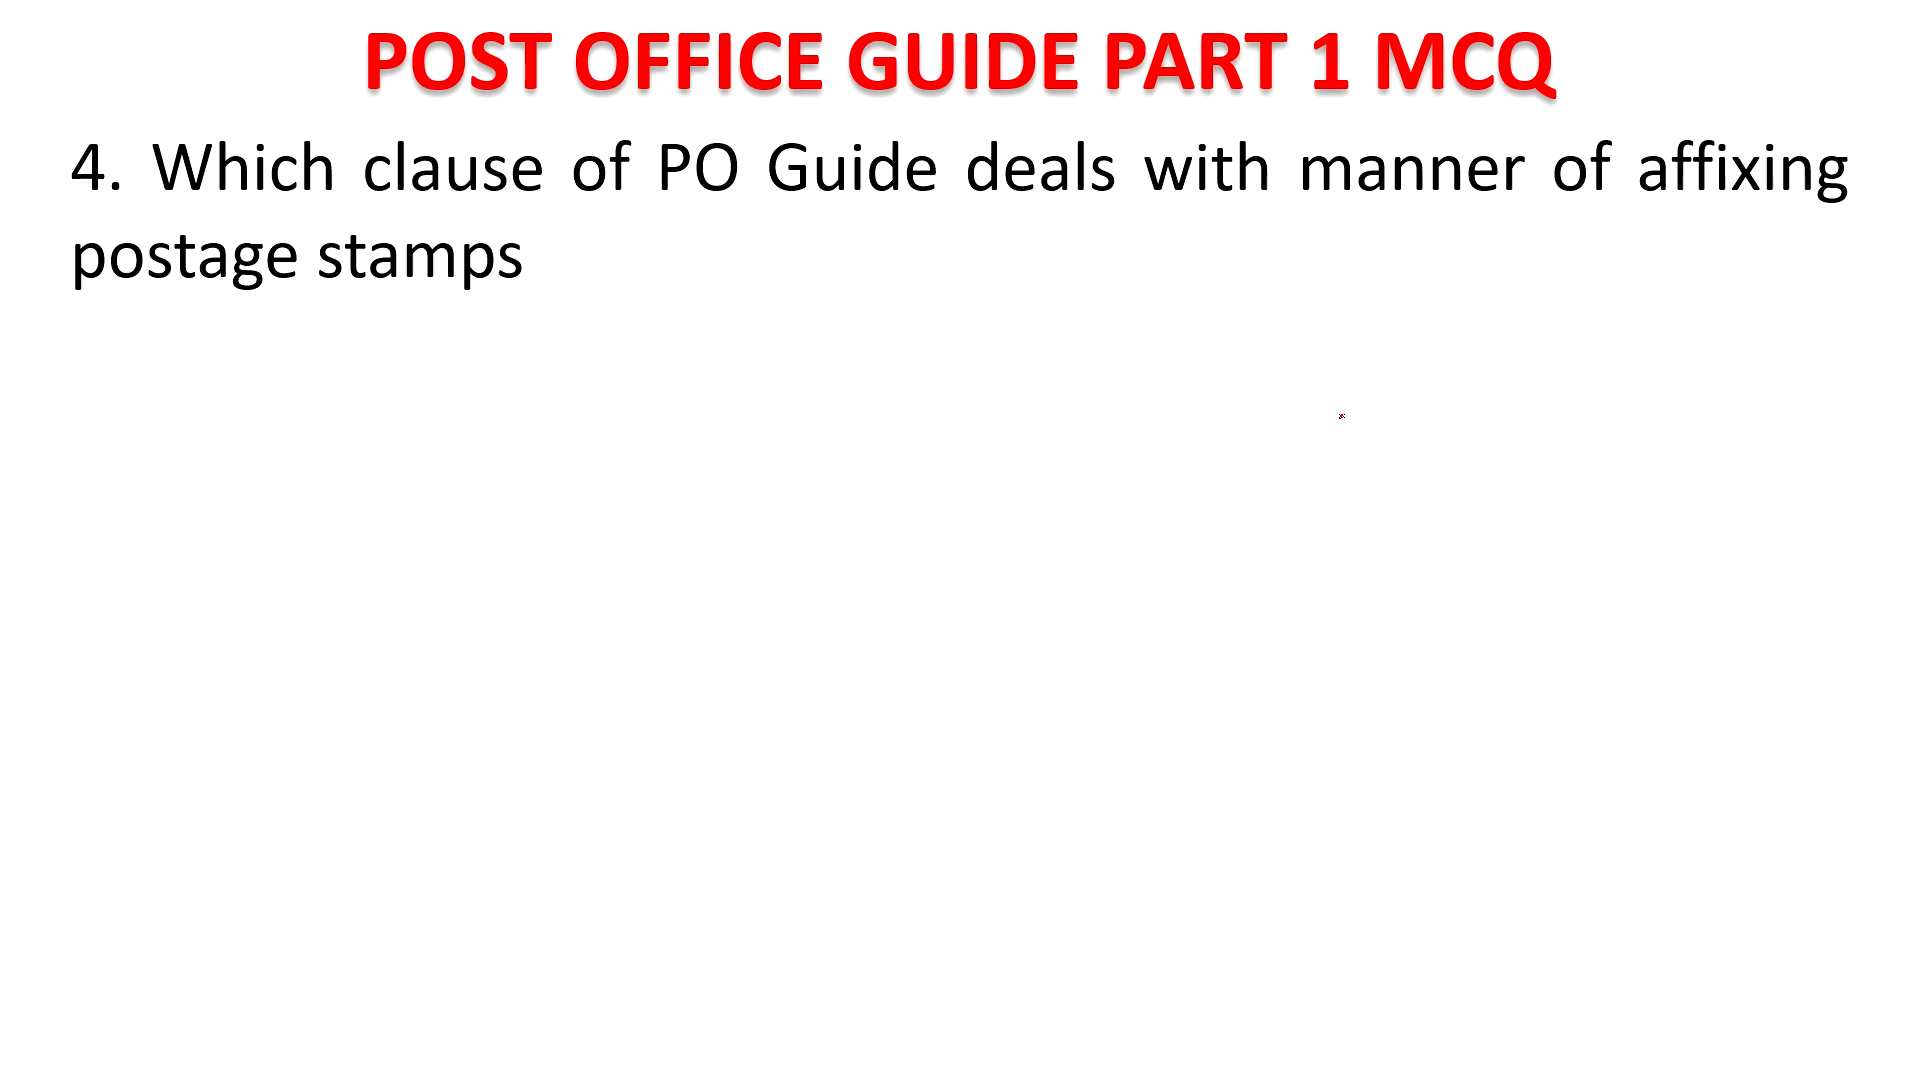 POST OFFICE GUIDE PART 1 MCQ
4. Which clause of PO Guide deals with manner of affixing
postage stamps